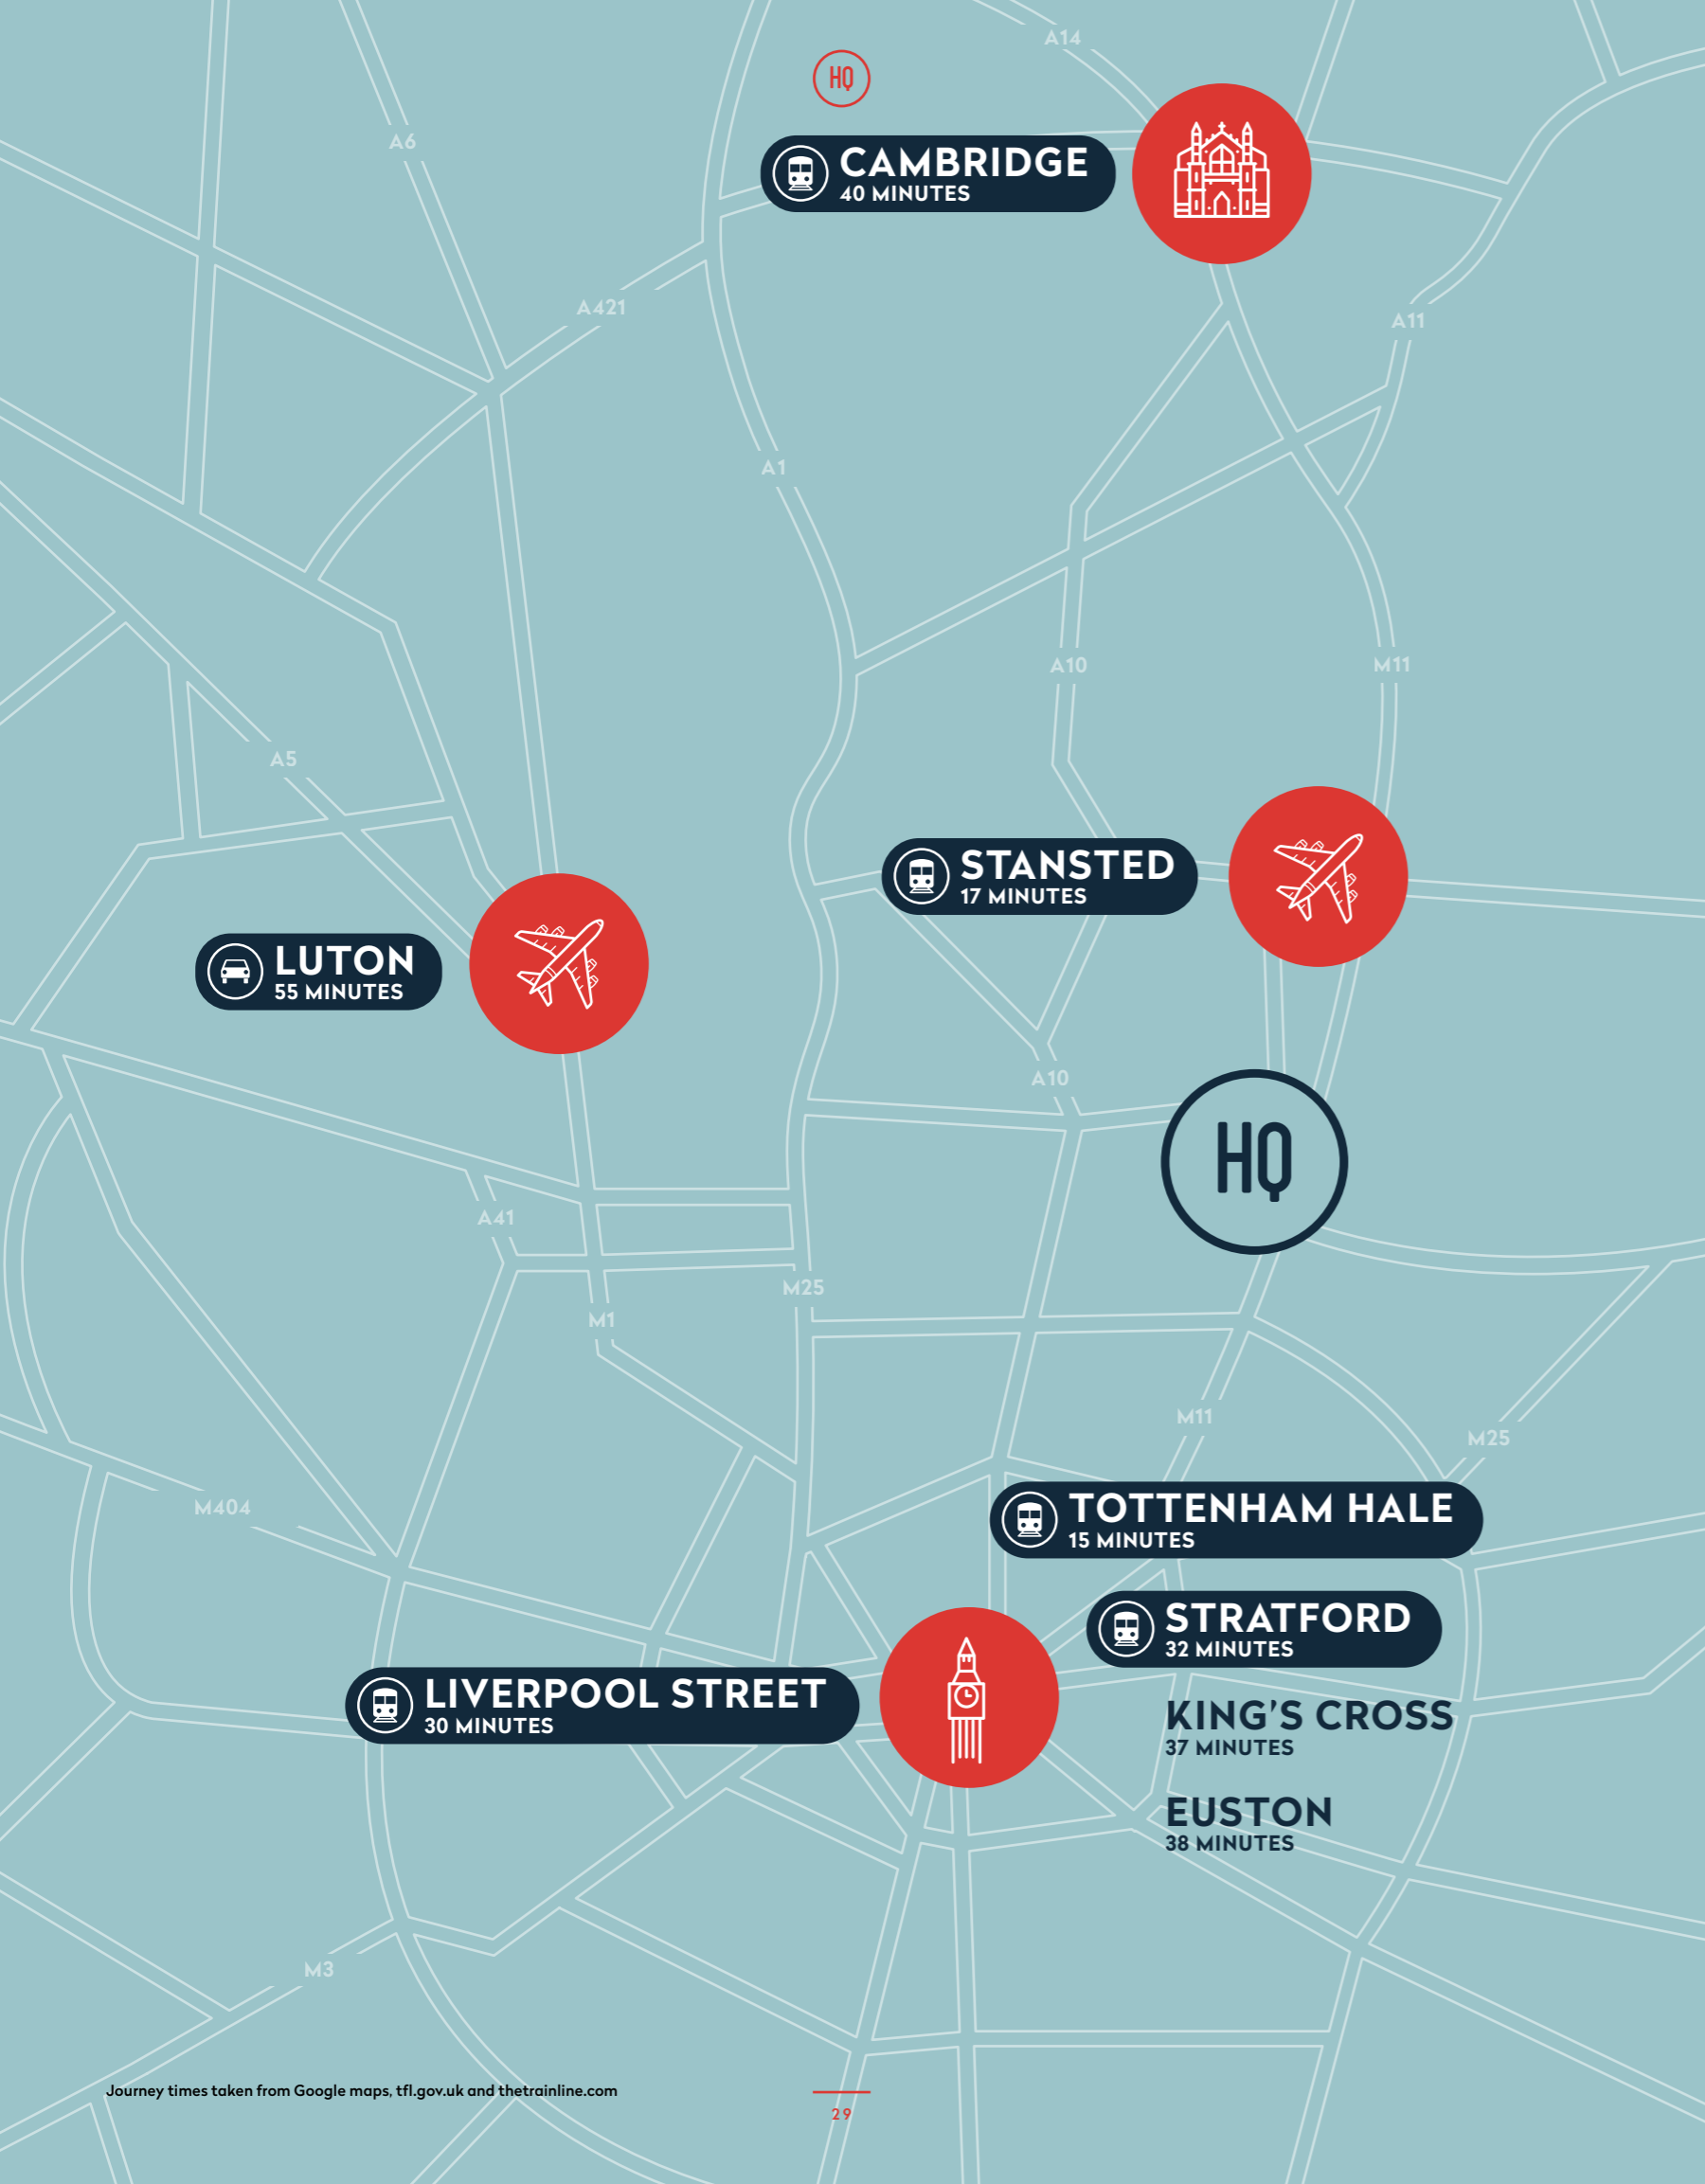 A14
HQ
A6
CAMBRIDGE
40 MINUTES
A421
A11
A1
A10
M11
A5
STANSTED
17 MINUTES
LUTON
55 MINUTES
A10
HQ
A41
M25
M1
M11
M25
M404
TOTTENHAM HALE
15 MINUTES
STRATFORD
32 MINUTES
LIVERPOOL STREET
30 MINUTES
KING’S CROSS
37 MINUTES
EUSTON
38 MINUTES
M3
Journey times taken from Google maps, tfl.gov.uk and thetrainline.com
29